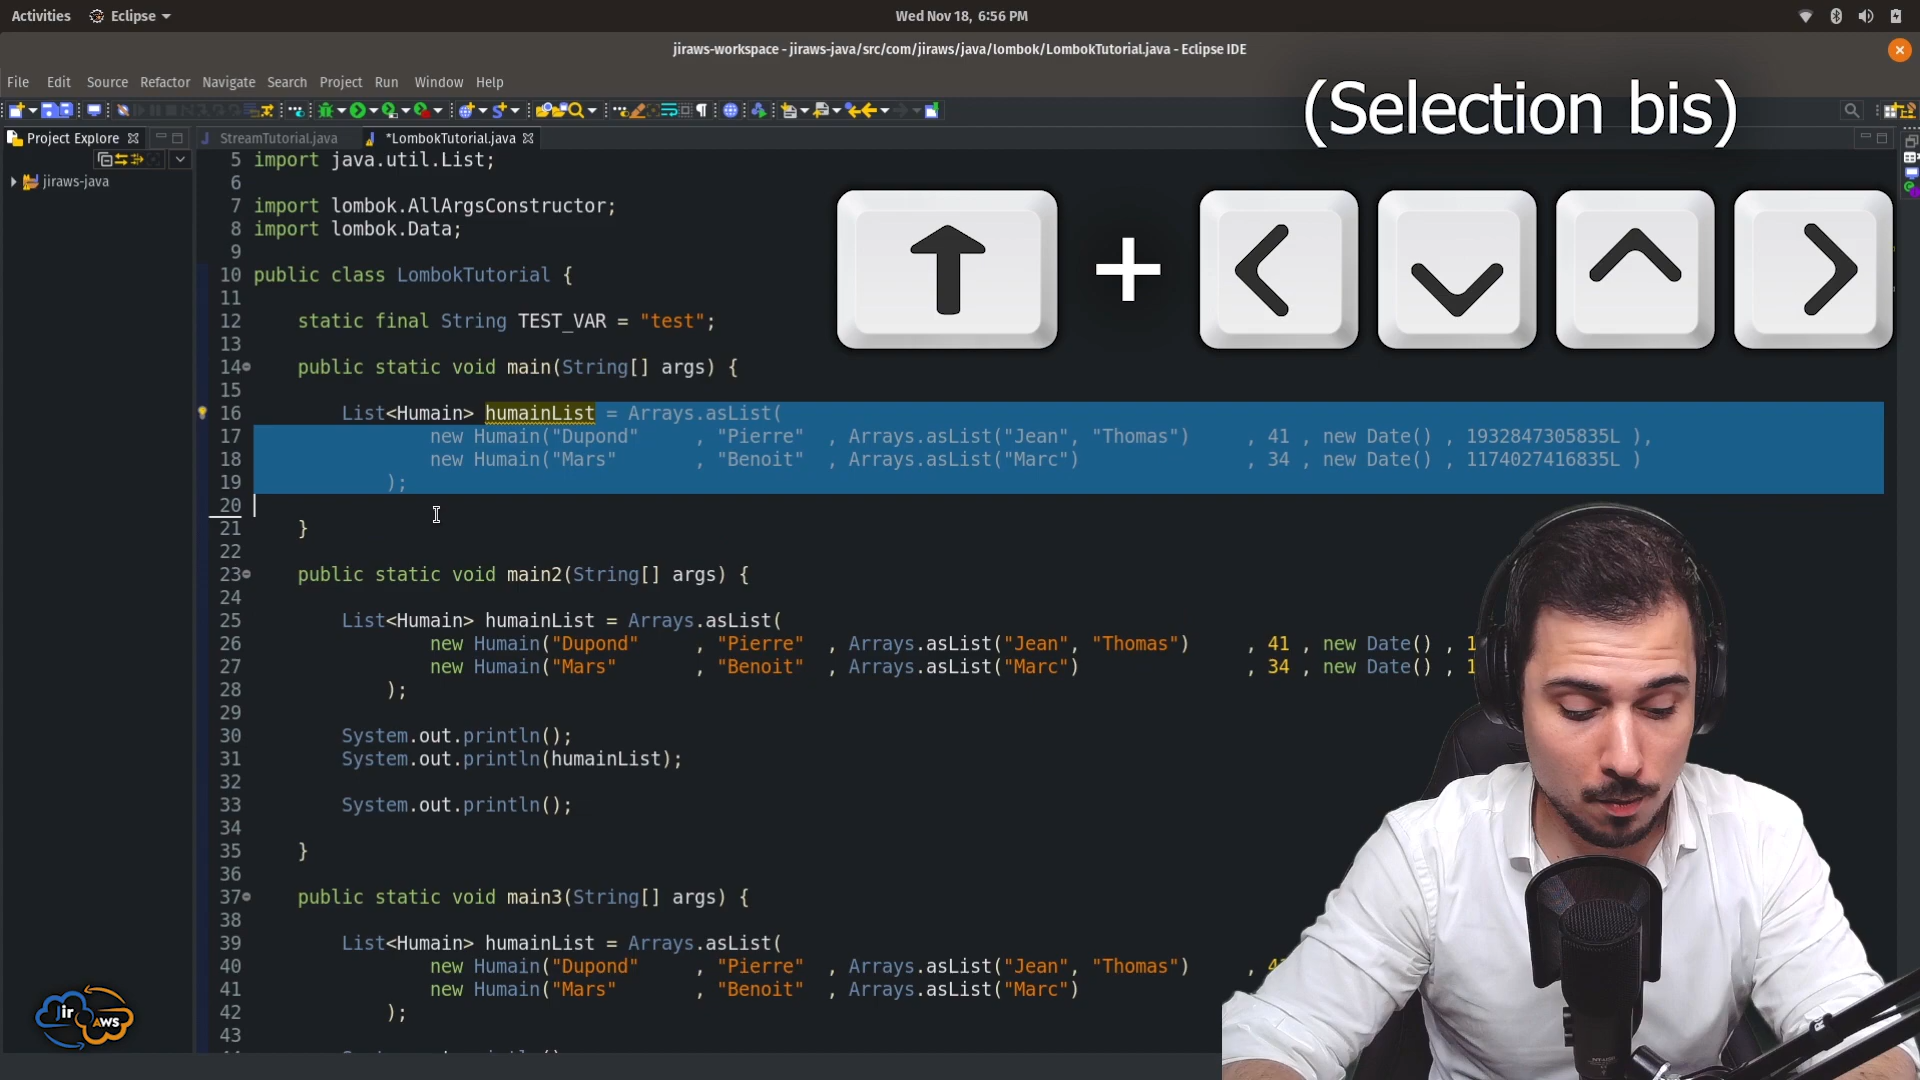 Activities Eclipse Wed Nov 18, 6:56 PM
jiraws-workspace - jiraws-java/src/com/jiraws/java/lombok/LombokTutorial.java - Eclipse IDE
File Edit Source Refactor Navigate Search Project Run Window Help
(Selection bis)
Project Explore StreamTutorial.java *LombokTutorial.java
jiraws-java
5 import java.util.List;
6
7 import lombok.AllArgsConstructor;
8 import lombok.Data;
9
10 public class LombokTutorial {
11
12 static final String TEST_VAR = "test";
13
14 public static void main(String[] args) {
15
16 List<Humain> humainList = Arrays.asList(
17 new Humain("Dupond" , "Pierre" , Arrays.asList("Jean", "Thomas") , 41 , new Date() , 1932847305835L ),
18 new Humain("Mars" , "Benoit" , Arrays.asList("Marc") , 34 , new Date() , 1174027416835L )
19 );
20
21 }
22
23 public static void main2(String[] args) {
24
25 List<Humain> humainList = Arrays.asList(
26 new Humain("Dupond" , "Pierre" , Arrays.asList("Jean", "Thomas") , 41 , new Date() , 1
27 new Humain("Mars" , "Benoit" , Arrays.asList("Marc") , 34 , new Date() , 1
28 );
29
30 System.out.println();
31 System.out.println(humainList);
32
33 System.out.println();
34
35 }
36
37 public static void main3(String[] args) {
38
39 List<Humain> humainList = Arrays.asList(
40 new Humain("Dupond" , "Pierre" , Arrays.asList("Jean", "Thomas") , 4
41 new Humain("Mars" , "Benoit" , Arrays.asList("Marc")
42 );
43
Jir AWS